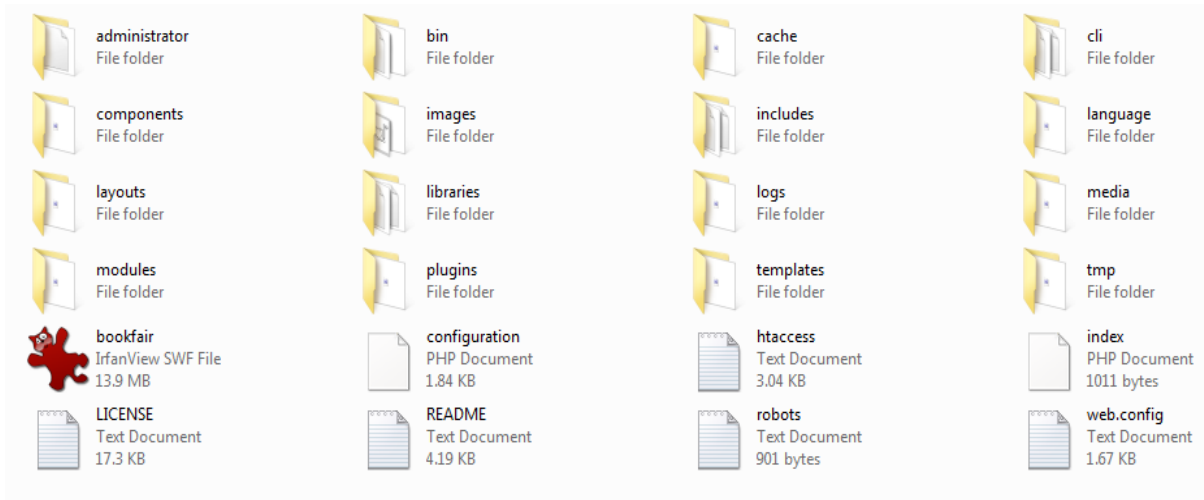 administrator
File folder
bin
File folder
cache
File folder
cli
File folder
components
File folder
images
File folder
includes
File folder
language
File folder
layouts
File folder
libraries
File folder
logs
File folder
media
File folder
modules
File folder
plugins
File folder
templates
File folder
tmp
File folder
bookfair
IrfanView SWF File
13.9 MB
configuration
PHP Document
1.84 KB
htaccess
Text Document
3.04 KB
index
PHP Document
1011 bytes
LICENSE
Text Document
17.3 KB
README
Text Document
4.19 KB
robots
Text Document
901 bytes
web.config
Text Document
1.67 KB